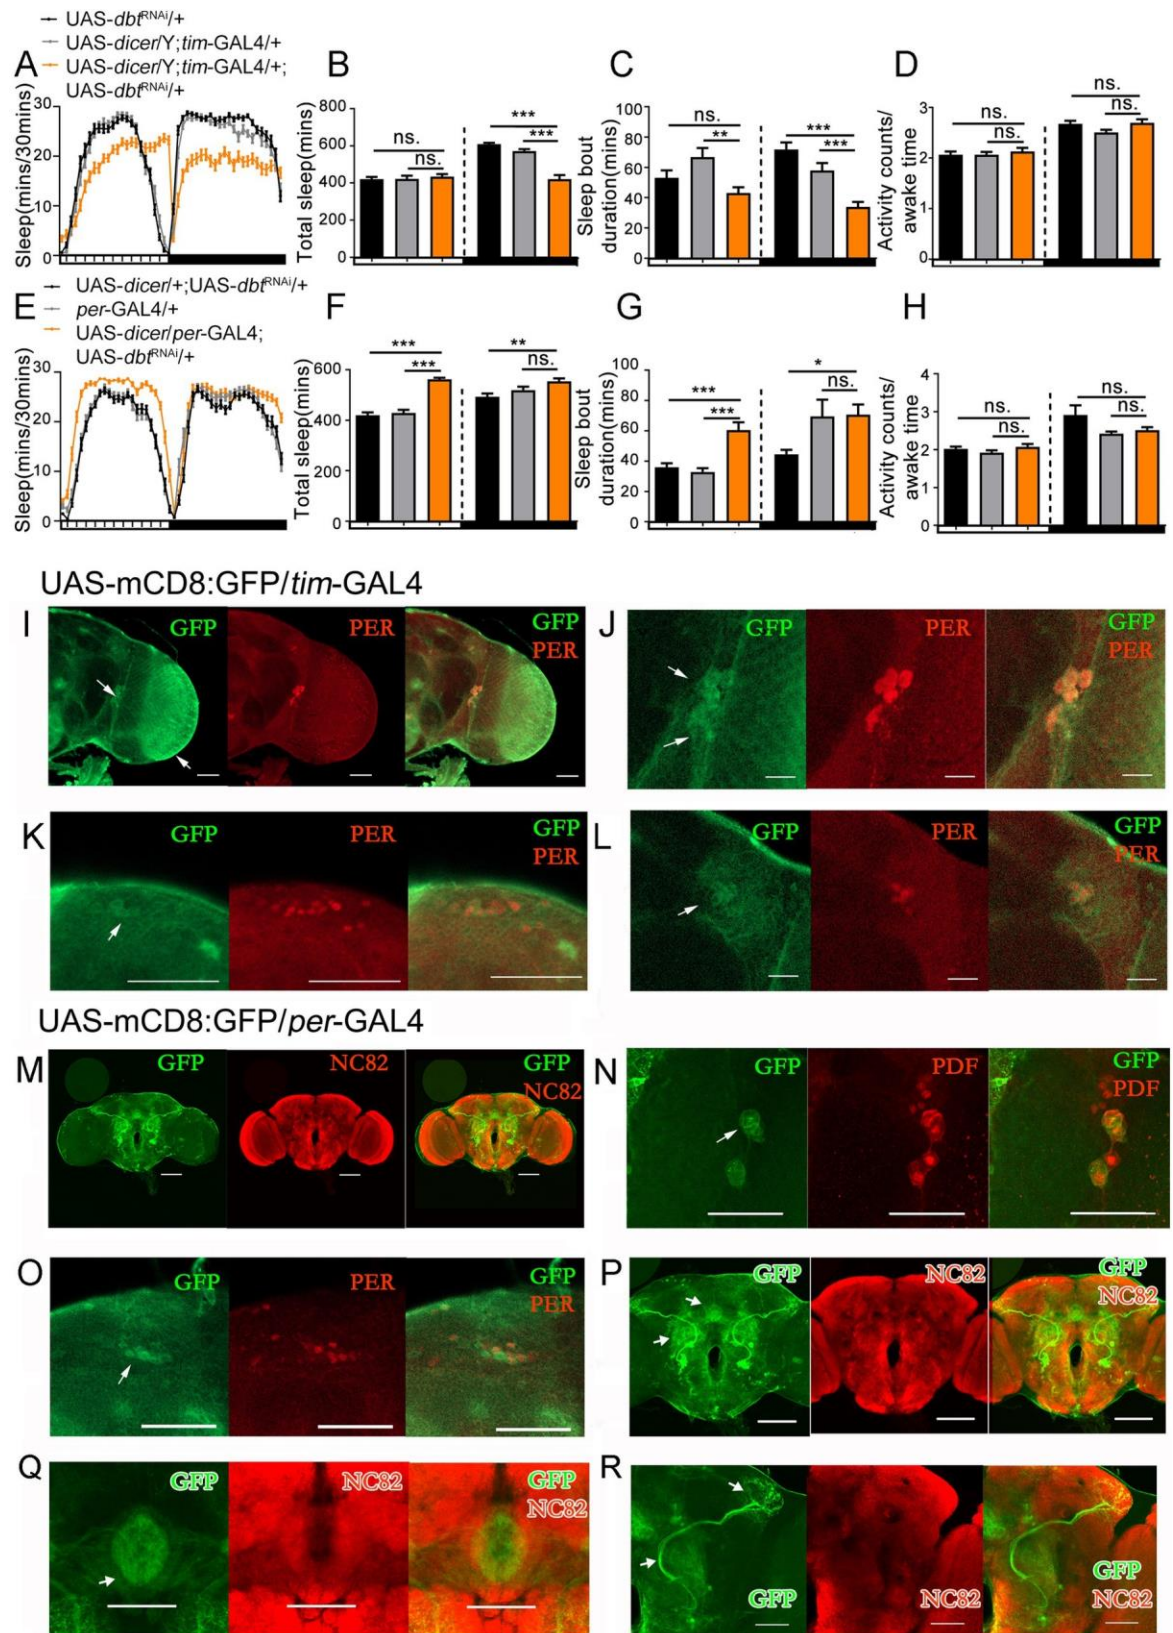 UAS-dbtRNAi/+
UAS-dicer/Y;tim-GAL4/+
UAS-dicer/Y;tim-GAL4/+;
UAS-dbtRNAi/+
A
Sleep(mins/30mins)
30
20
10
0
B
Total sleep(mins)
800
600
400
200
0
ns.
ns.
***
***
C
Sleep bout
duration(mins)
100
80
60
40
20
0
ns.
**
***
***
D
Activity counts/
awake time
3
2
1
0
ns.
ns.
ns.
ns.
E
UAS-dicer/+;UAS-dbtRNAi/+
per-GAL4/+
UAS-dicer/per-GAL4;
UAS-dbtRNAi/+
Sleep(mins/30mins)
30
20
10
0
F
Total sleep(mins)
600
400
200
0
***
***
**
ns.
G
Sleep bout
duration(mins)
100
80
60
40
20
0
***
***
*
ns.
H
Activity counts/
awake time
4
3
2
1
0
ns.
ns.
ns.
ns.
UAS-mCD8:GFP/tim-GAL4
I
GFP
PER
GFP
PER
J
GFP
PER
GFP
PER
K
GFP
PER
GFP
PER
L
GFP
PER
GFP
PER
UAS-mCD8:GFP/per-GAL4
M
GFP
NC82
GFP
NC82
N
GFP
PDF
GFP
PDF
O
GFP
PER
GFP
PER
P
GFP
NC82
GFP
NC82
Q
GFP
NC82
GFP
NC82
R
GFP
NC82
GFP
NC82